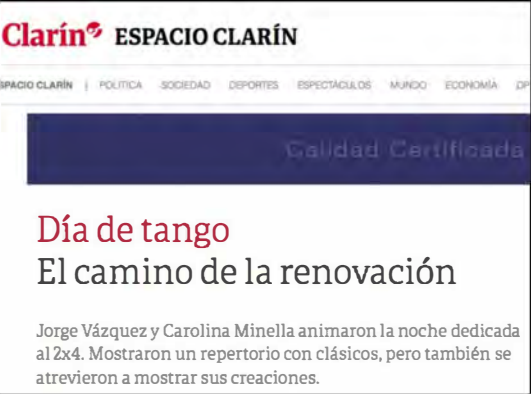 Clarín ESPACIO CLARÍN
ESPACIO CLARÍN | POLÍTICA SOCIEDAD DEPORTES ESPECTÁCULOS MUNDO ECONOMÍA
Calidad Certificada
Día de tango
El camino de la renovación
Jorge Vázquez y Carolina Minella animaron la noche dedicada
al 2x4. Mostraron un repertorio con clásicos, pero también se
atrevieron a mostrar sus creaciones.